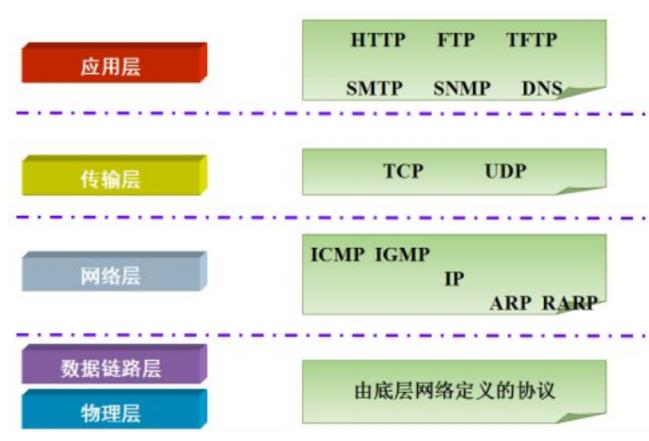 应用层
HTTP FTP TFTP
SMTP SNMP DNS
传输层
TCP UDP
网络层
ICMP IGMP
IP
ARP RARP
数据链路层
物理层
由底层网络定义的协议